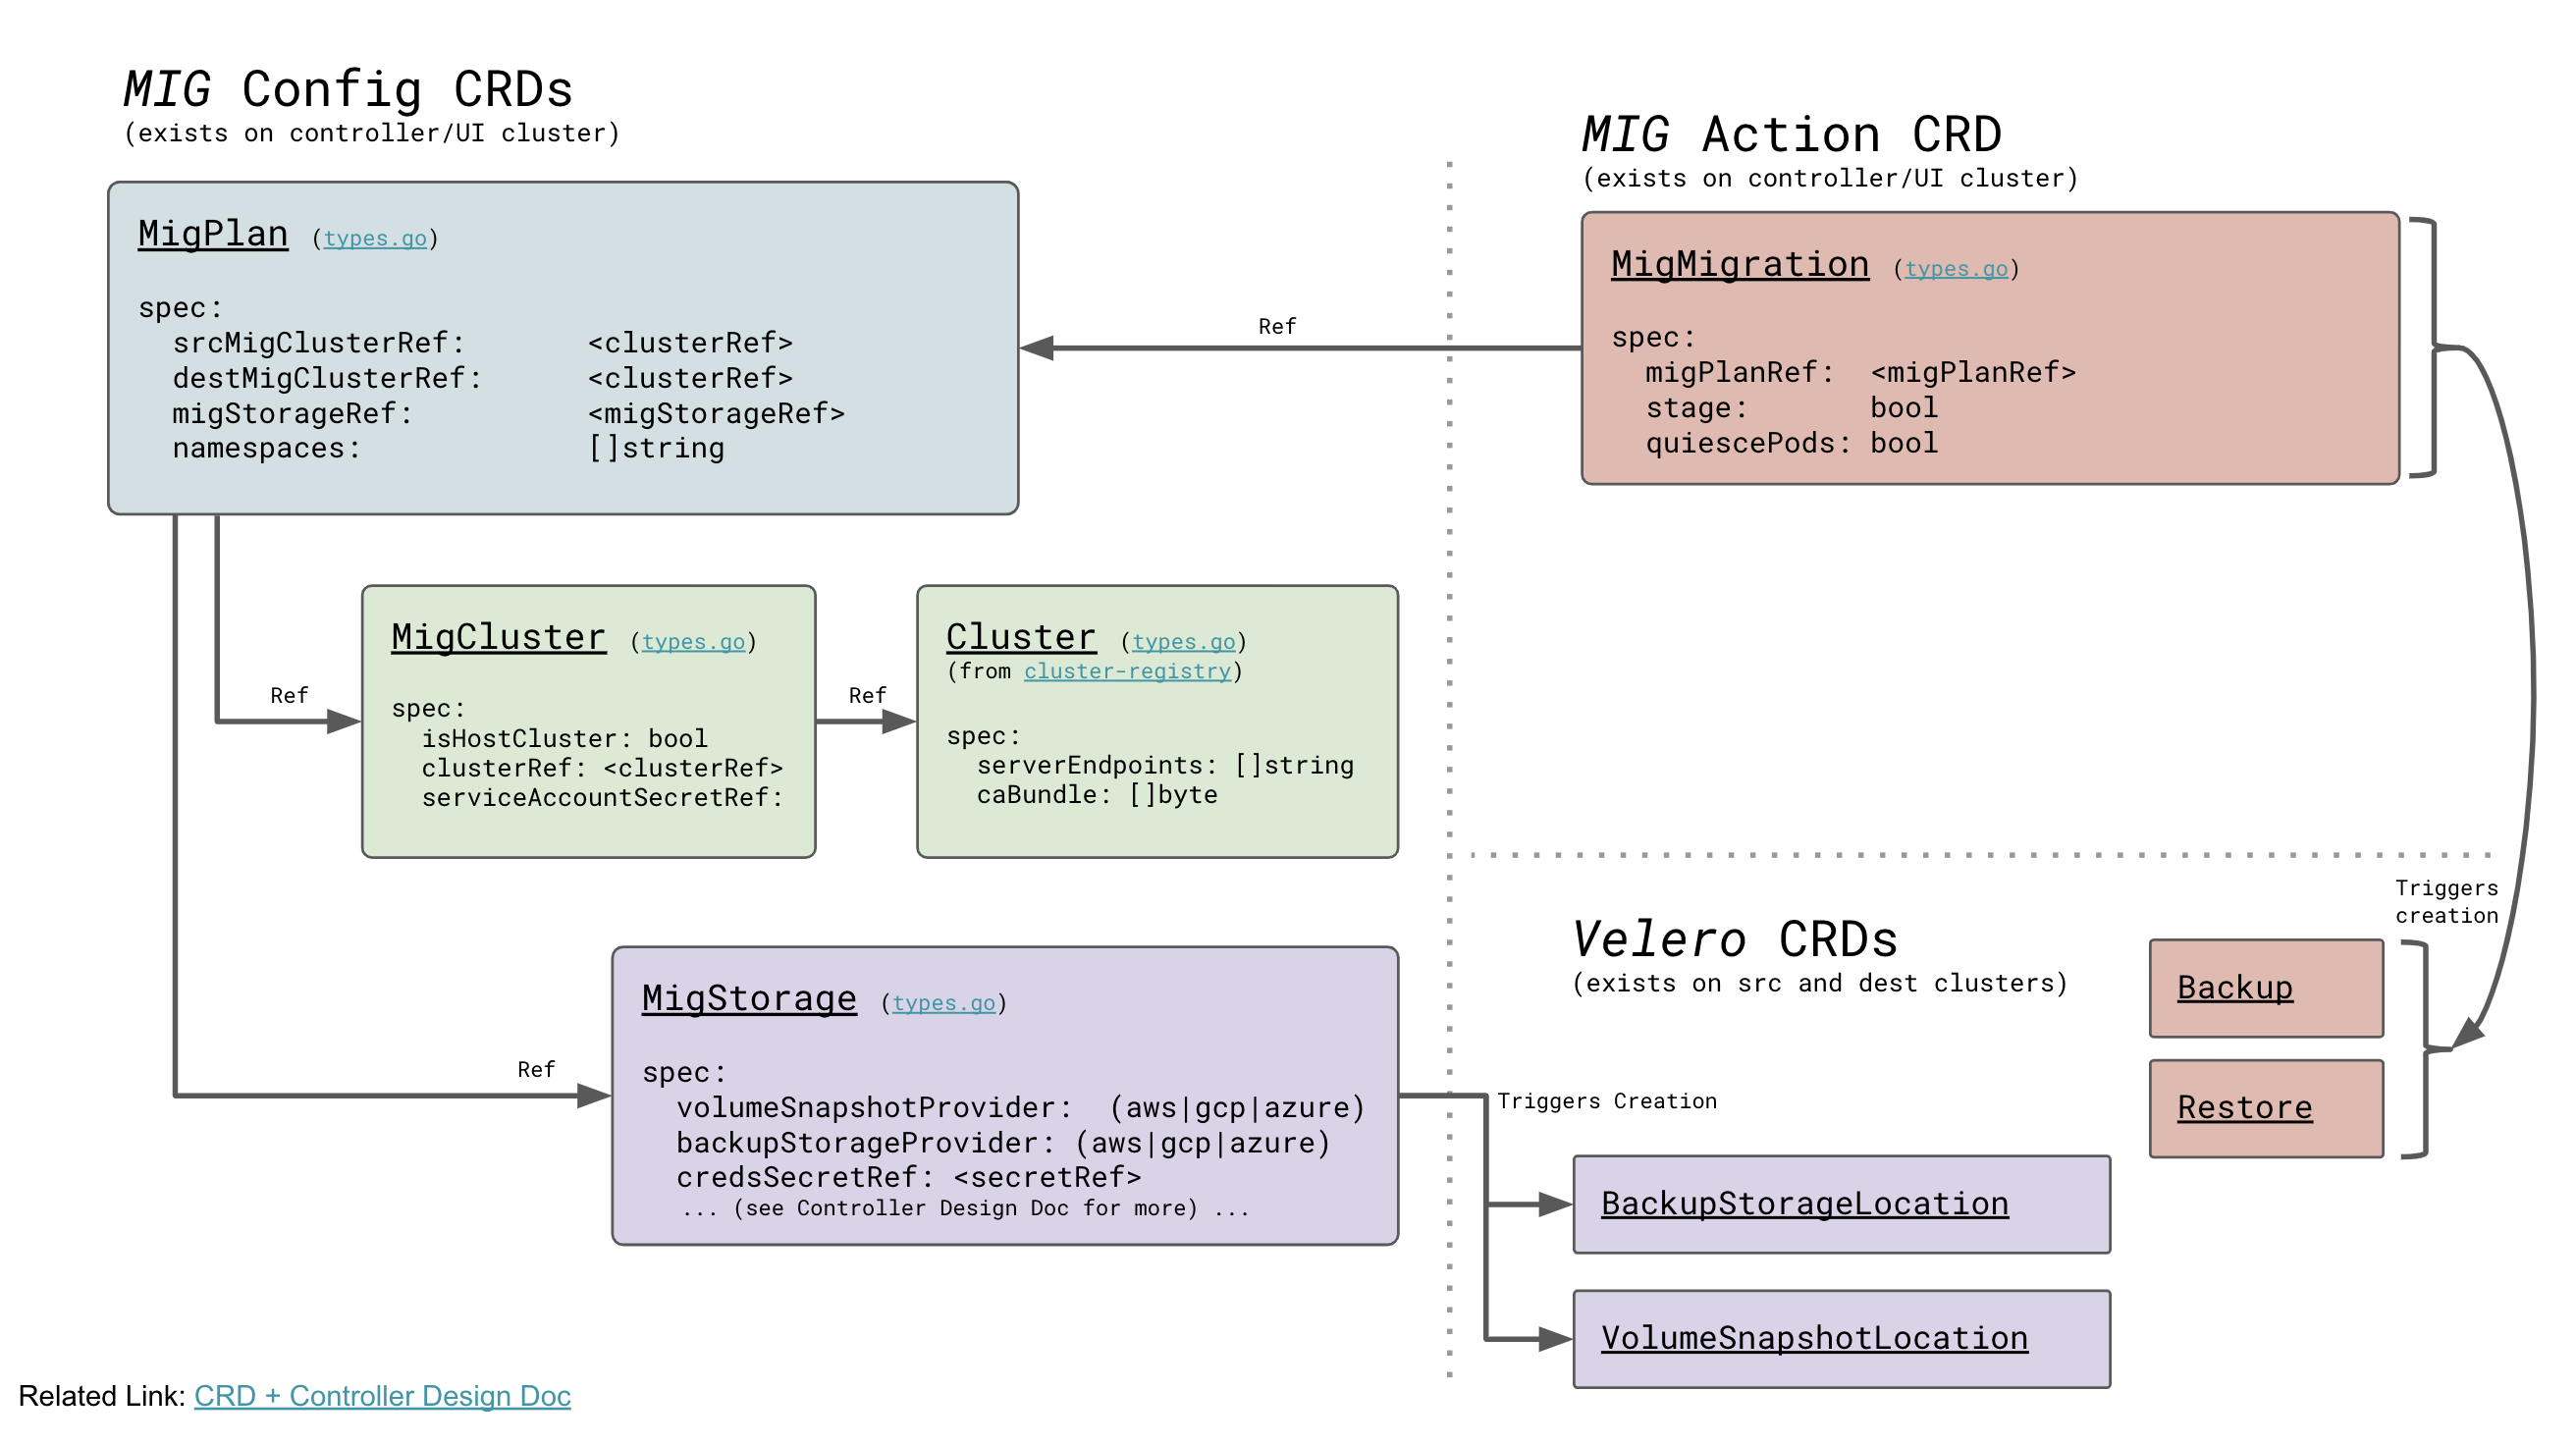 MIG Config CRDs
(exists on controller/UI cluster)
MigPlan (types.go)
spec:
srcMigClusterRef: <clusterRef>
destMigClusterRef: <clusterRef>
migStorageRef: <migStorageRef>
namespaces: []string
Ref
MIG Action CRD
(exists on controller/UI cluster)
MigMigration (types.go)
spec:
migPlanRef: <migPlanRef>
stage: bool
quiescePods: bool
Ref
MigCluster (types.go)
spec:
isHostCluster: bool
clusterRef: <clusterRef>
serviceAccountSecretRef:
Ref
Cluster (types.go)
(from cluster-registry)
spec:
serverEndpoints: []string
caBundle: []byte
Ref
MigStorage (types.go)
spec:
volumeSnapshotProvider: (aws|gcp|azure)
backupStorageProvider: (aws|gcp|azure)
credsSecretRef: <secretRef>
... (see Controller Design Doc for more) ...
Triggers
creation
Velero CRDs
(exists on src and dest clusters)
Backup
Restore
Triggers Creation
BackupStorageLocation
VolumeSnapshotLocation
Related Link: CRD + Controller Design Doc